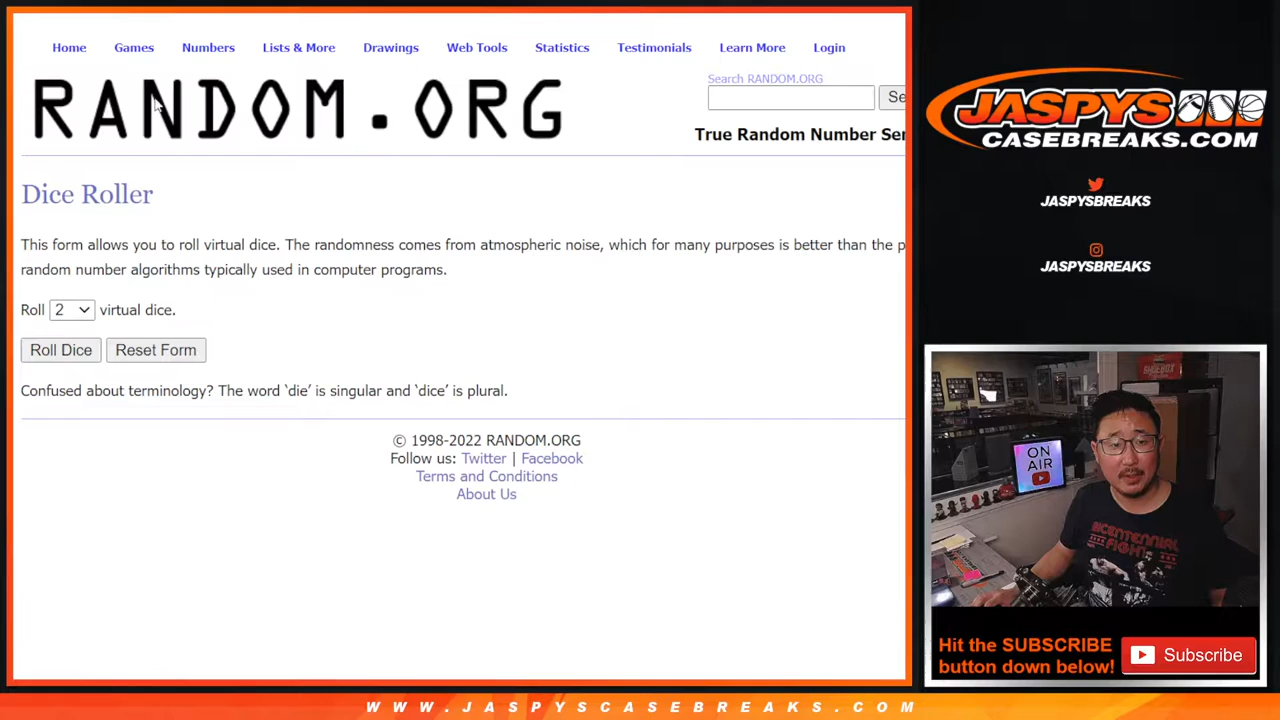 Home Games Numbers Lists & More Drawings Web Tools Statistics Testimonials Learn More Login
RANDOM.ORG
Search RANDOM.ORG
Se
True Random Number Ser
Dice Roller
This form allows you to roll virtual dice. The randomness comes from atmospheric noise, which for many purposes is better than the p
random number algorithms typically used in computer programs.
Roll 2 virtual dice.
Roll Dice Reset Form
Confused about terminology? The word ‘die’ is singular and ‘dice’ is plural.
© 1998-2022 RANDOM.ORG
Follow us: Twitter | Facebook
Terms and Conditions
About Us
JASPYS
CASEBREAKS.COM
JASPYSBREAKS
JASPYSBREAKS
ON
AIR
BICENTENNIAL
FIGHT
Hit the SUBSCRIBE
button down below!
Subscribe
WWW.JASPYSCASEBREAKS.COM